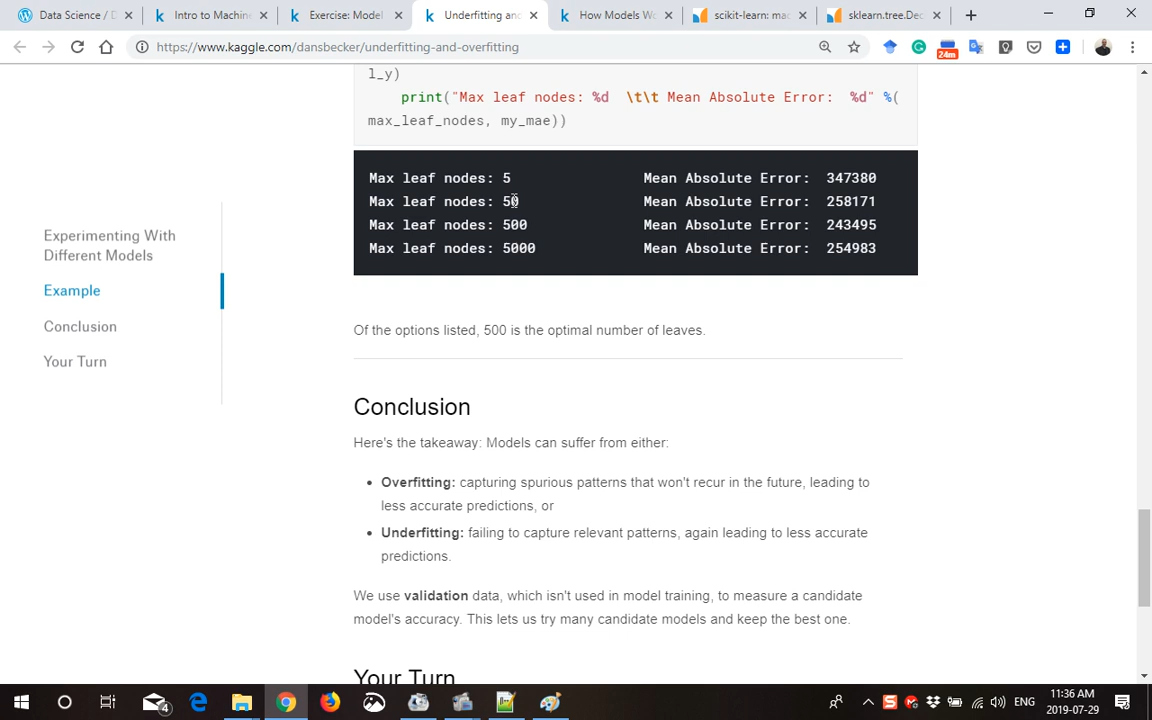 Data Science / D
Intro to Machin
Exercise: Model
Underfitting and
How Models Wo
scikit-learn: mac
sklearn.tree.Dec
https://www.kaggle.com/dansbecker/underfitting-and-overfitting
24m
l_y)
print("Max leaf nodes: %d  \t\t Mean Absolute Error:  %d" %(
max_leaf_nodes, my_mae))
Max leaf nodes: 5 Mean Absolute Error: 347380
Max leaf nodes: 50 Mean Absolute Error: 258171
Max leaf nodes: 500 Mean Absolute Error: 243495
Max leaf nodes: 5000 Mean Absolute Error: 254983
Experimenting With
Different Models
Example
Conclusion
Your Turn
Of the options listed, 500 is the optimal number of leaves.
Conclusion
Here's the takeaway: Models can suffer from either:
• Overfitting: capturing spurious patterns that won't recur in the future, leading to
less accurate predictions, or
• Underfitting: failing to capture relevant patterns, again leading to less accurate
predictions.
We use validation data, which isn't used in model training, to measure a candidate
model's accuracy. This lets us try many candidate models and keep the best one.
Your Turn
4
ENG
11:36 AM
2019-07-29